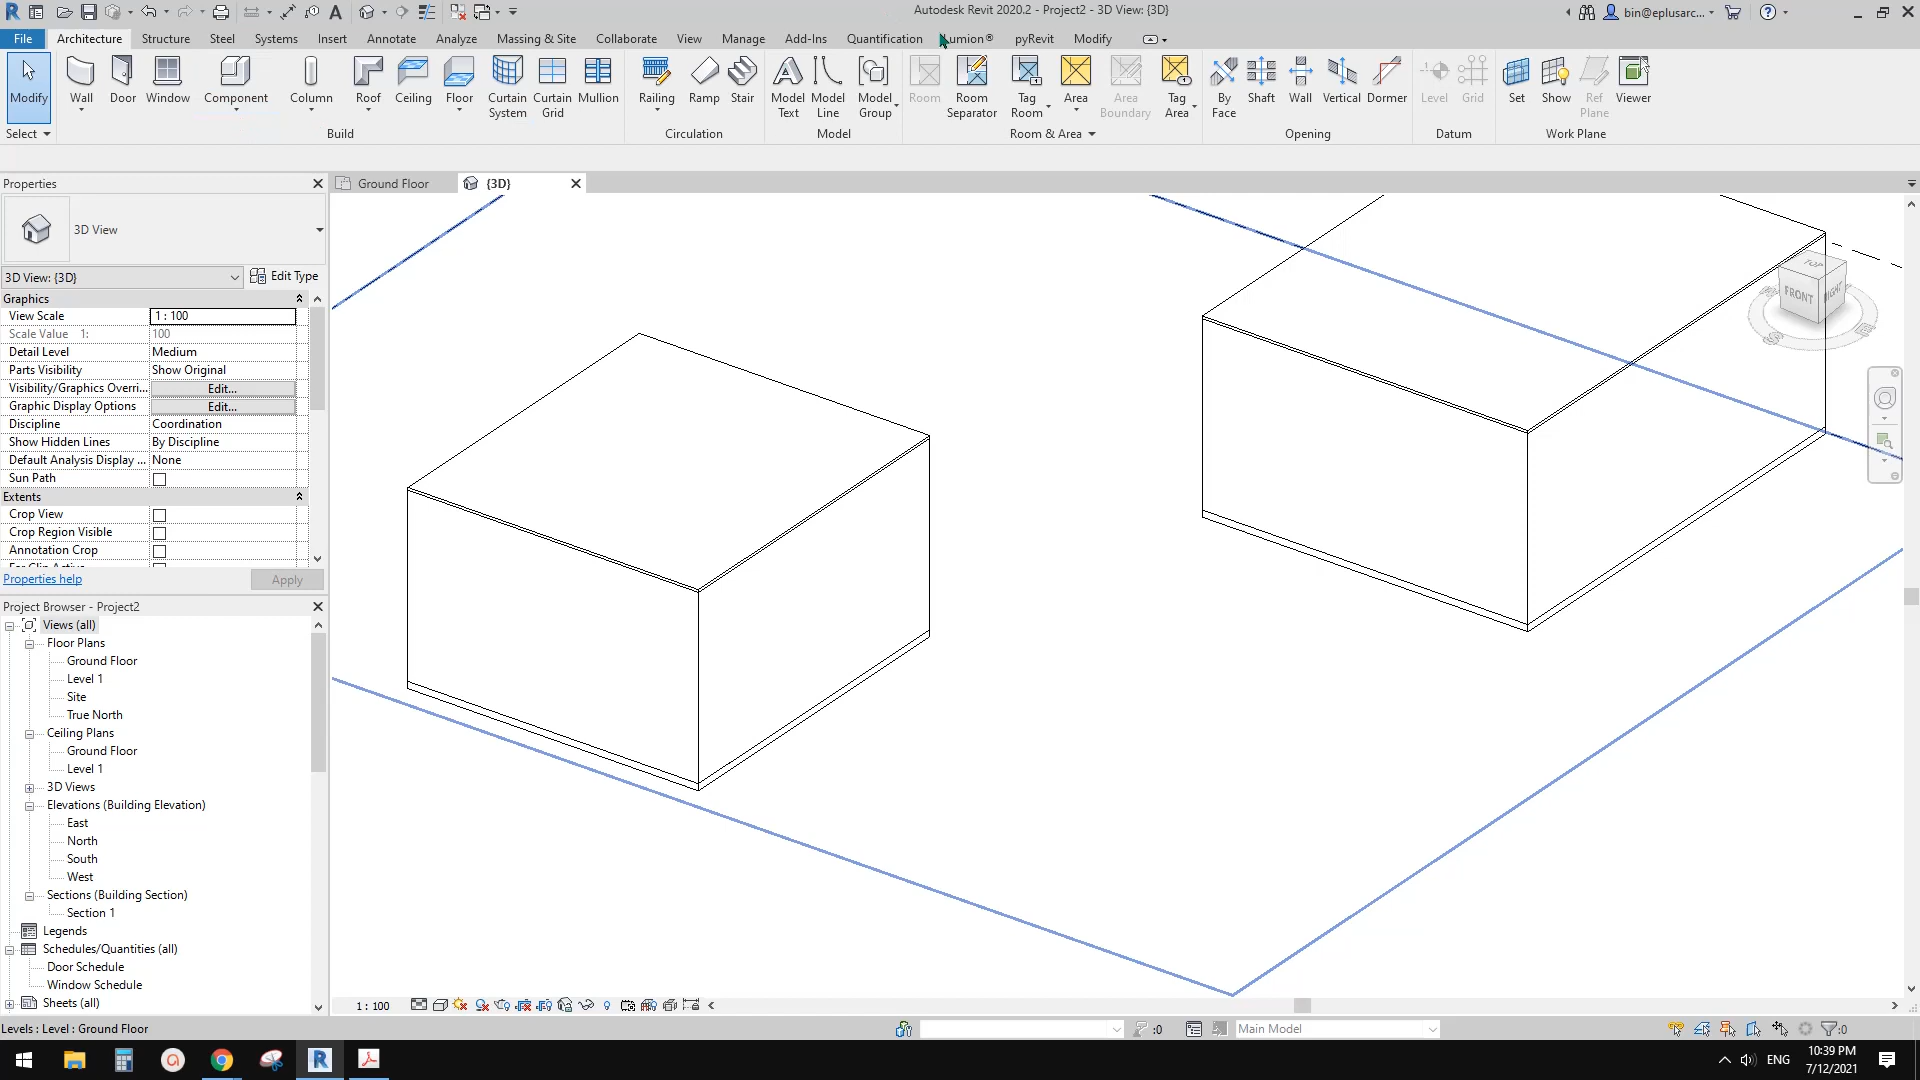 Autodesk Revit 2020.2 - Project2 - 3D View: {3D}
bin@eplusarc...
File Architecture Structure Steel Systems Insert Annotate Analyze Massing & Site Collaborate View Manage Add-Ins Quantification Lumion® pyRevit Modify
Modify Wall Door Window Component Column Roof Ceiling Floor Curtain System Curtain Grid Mullion Railing Ramp Stair Model Text Model Line Model Group Room Room Separator Tag Room Area Area Boundary Tag Area By Face Shaft Wall Vertical Dormer Level Grid Set Show Ref Plane Viewer
Select Build Circulation Model Room & Area Opening Datum Work Plane
Properties
Ground Floor {3D}
3D View
3D View: {3D} Edit Type
Graphics
View Scale 1 : 100
Scale Value 1: 100
Detail Level Medium
Parts Visibility Show Original
Visibility/Graphics Overri... Edit...
Graphic Display Options Edit...
Discipline Coordination
Show Hidden Lines By Discipline
Default Analysis Display ... None
Sun Path
Extents
Crop View
Crop Region Visible
Annotation Crop
Properties help Apply
Project Browser - Project2
Views (all)
Floor Plans
Ground Floor
Level 1
Site
True North
Ceiling Plans
Ground Floor
Level 1
3D Views
Elevations (Building Elevation)
East
North
South
West
Sections (Building Section)
Section 1
Legends
Schedules/Quantities (all)
Door Schedule
Window Schedule
Sheets (all)
TOP
FRONT RIGHT
1 : 100
Levels : Level : Ground Floor
:0
Main Model
:0
ENG
10:39 PM
7/12/2021